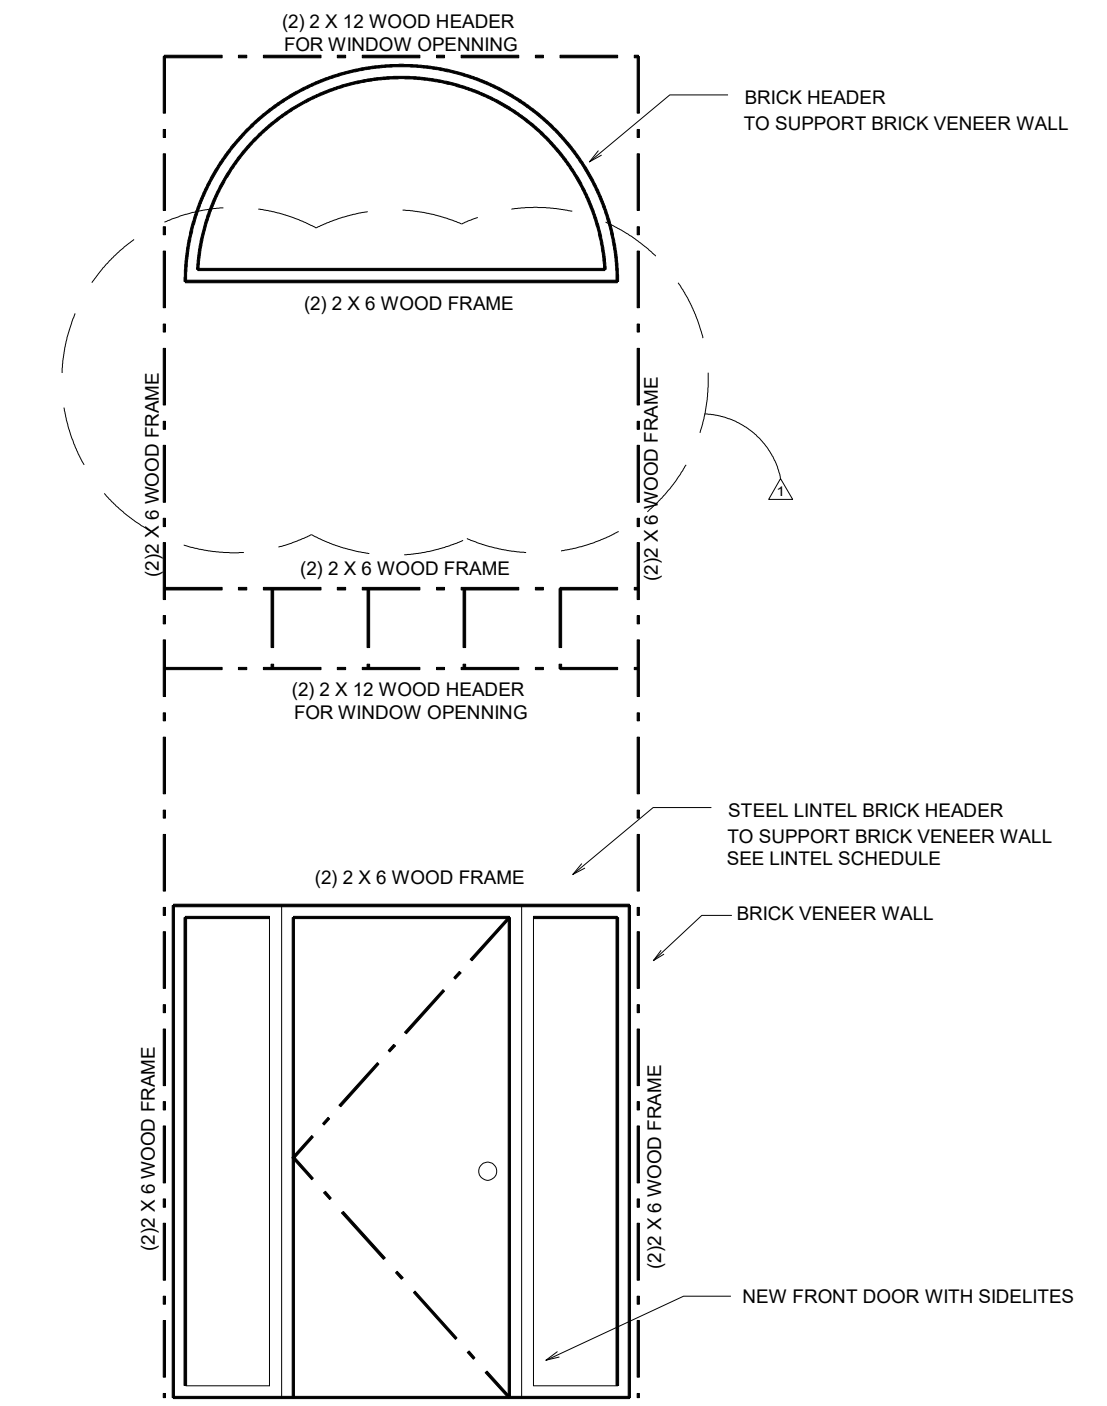 (2) 2 X 12 WOOD HEADER
FOR WINDOW OPENNING
BRICK HEADER
TO SUPPORT BRICK VENEER WALL
(2) 2 X 6 WOOD FRAME
(2)2 X 6 WOOD FRAME
(2)2 X 6 WOOD FRAME
1
(2) 2 X 6 WOOD FRAME
(2) 2 X 12 WOOD HEADER
FOR WINDOW OPENNING
STEEL LINTEL BRICK HEADER
TO SUPPORT BRICK VENEER WALL
SEE LINTEL SCHEDULE
(2) 2 X 6 WOOD FRAME
BRICK VENEER WALL
(2)2 X 6 WOOD FRAME
(2)2 X 6 WOOD FRAME
NEW FRONT DOOR WITH SIDELITES